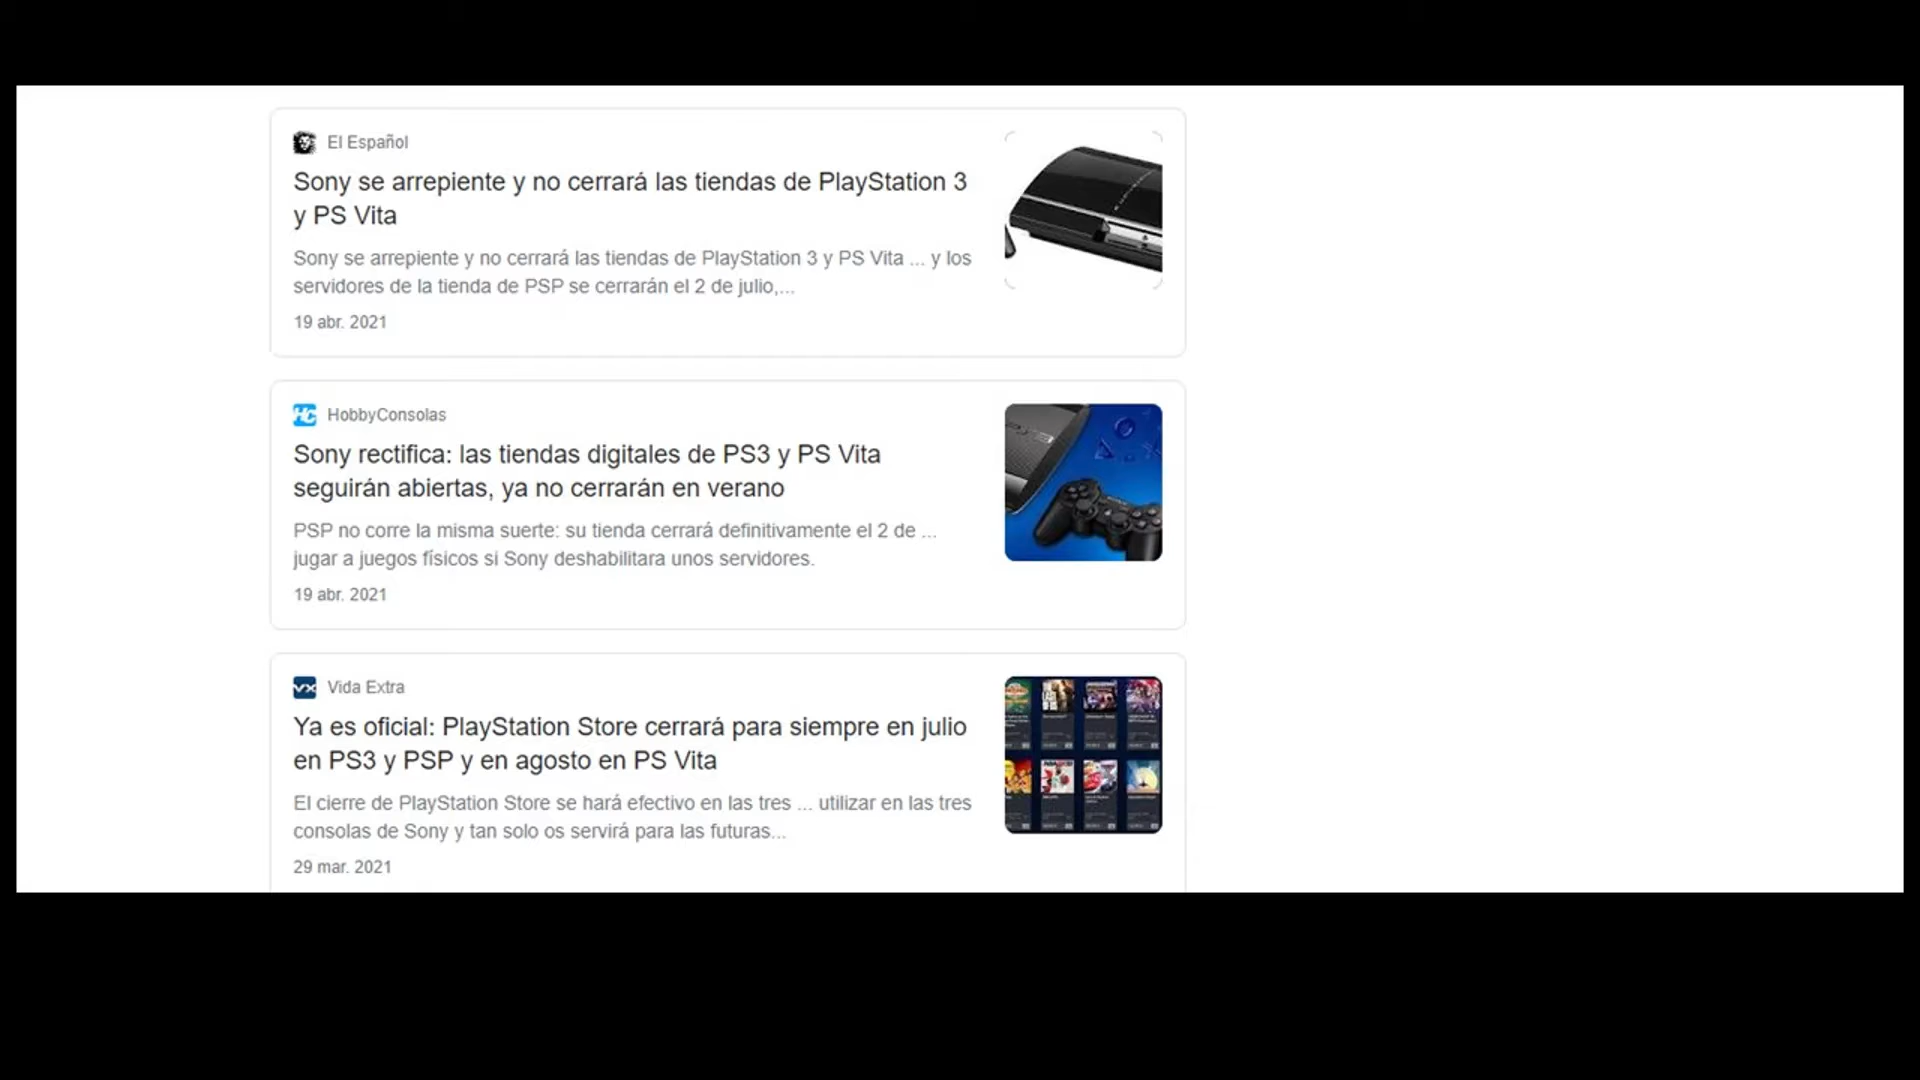 El Español
Sony se arrepiente y no cerrará las tiendas de PlayStation 3
y PS Vita
Sony se arrepiente y no cerrará las tiendas de PlayStation 3 y PS Vita ... y los
servidores de la tienda de PSP se cerrarán el 2 de julio,...
19 abr. 2021
HC HobbyConsolas
Sony rectifica: las tiendas digitales de PS3 y PS Vita
seguirán abiertas, ya no cerrarán en verano
PSP no corre la misma suerte: su tienda cerrará definitivamente el 2 de ...
jugar a juegos físicos si Sony deshabilitara unos servidores.
19 abr. 2021
VX Vida Extra
Ya es oficial: PlayStation Store cerrará para siempre en julio
en PS3 y PSP y en agosto en PS Vita
El cierre de PlayStation Store se hará efectivo en las tres ... utilizar en las tres
consolas de Sony y tan solo os servirá para las futuras...
29 mar. 2021